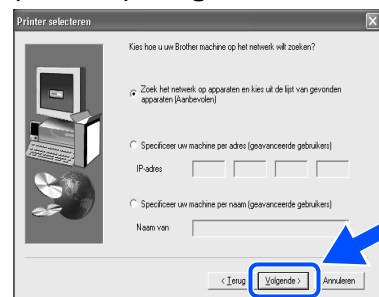 Printer selecteren
Kies hoe u uw Brother machine op het netwerk wilt zoeken?
Zoek het netwerk op apparaten en kies uit de lijst van gevonden
apparaten (Aanbevolen)
Specificeer uw machine per adres (geavanceerde gebruikers)
IP-adres
Specificeer uw machine per naam (geavanceerde gebruikers)
Naam van
< Terug Volgende > Annuleren